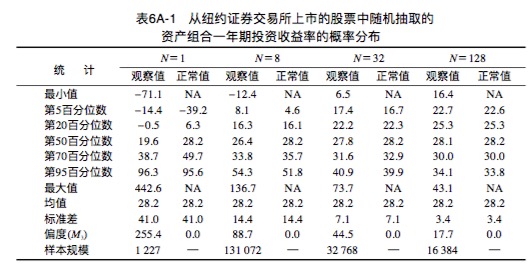 表6A-1 从纽约证券交易所上市的股票中随机抽取的
资产组合一年期投资收益率的概率分布
统 计 N=1 N=8 N=32 N=128
观察值 正常值 观察值 正常值 观察值 正常值 观察值 正常值
最小值 −71.1 NA −12.4 NA 6.5 NA 16.4 NA
第5百分位数 −14.4 −39.2 8.1 4.6 17.4 16.7 22.7 22.6
第20百分位数 −0.5 6.3 16.3 16.1 22.2 22.3 25.3 25.3
第50百分位数 19.6 28.2 26.4 28.2 27.8 28.2 28.1 28.2
第70百分位数 38.7 49.7 33.8 35.7 31.6 32.9 30.0 30.0
第95百分位数 96.3 95.6 54.3 51.8 40.9 39.9 34.1 33.8
最大值 442.6 NA 136.7 NA 73.7 NA 43.1 NA
均值 28.2 28.2 28.2 28.2 28.2 28.2 28.2 28.2
标准差 41.0 41.0 14.4 14.4 7.1 7.1 3.4 3.4
偏度(M₃) 255.4 0.0 88.7 0.0 44.5 0.0 17.7 0.0
样本规模 1 227 — 131 072 — 32 768 — 16 384 —